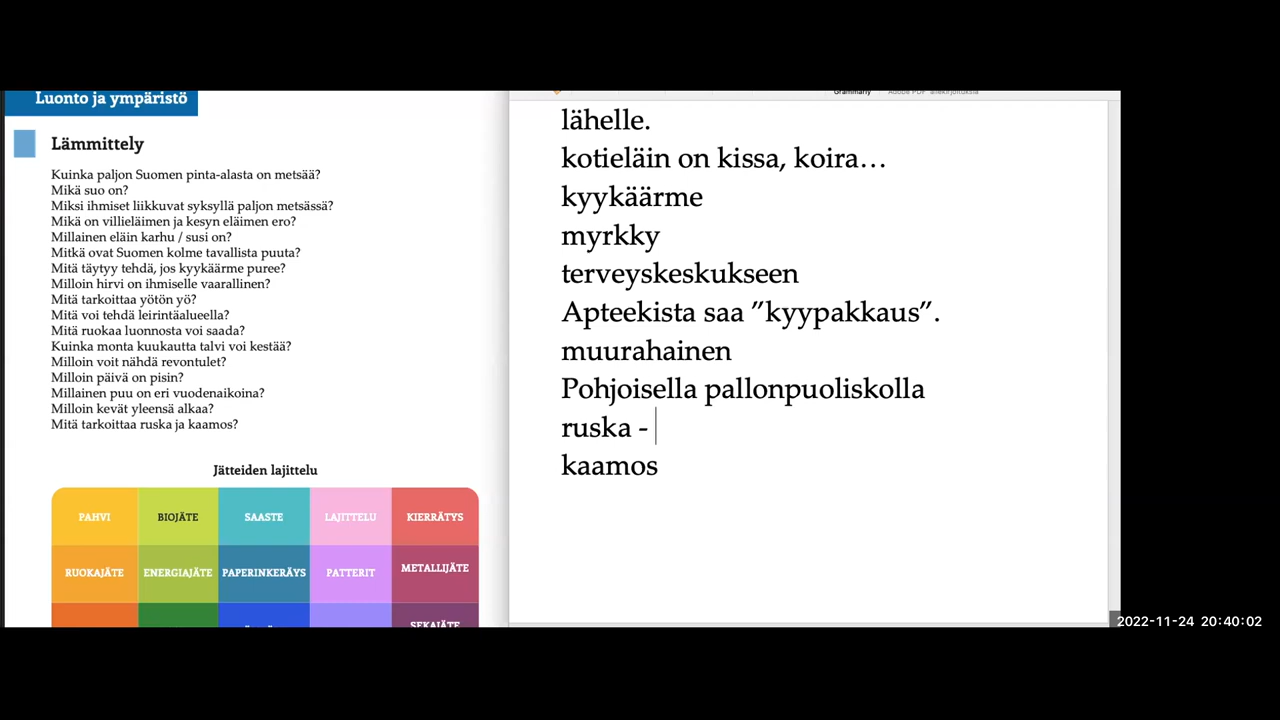 Luonto ja ympäristö
Lämmittely
Kuinka paljon Suomen pinta-alasta on metsää?
Mikä suo on?
Miksi ihmiset liikkuvat syksyllä paljon metsässä?
Mikä on villieläimen ja kesyn eläimen ero?
Millainen eläin karhu / susi on?
Mitkä ovat Suomen kolme tavallista puuta?
Mitä täytyy tehdä, jos kyykäärme puree?
Milloin hirvi on ihmiselle vaarallinen?
Mitä tarkoittaa yötön yö?
Mitä voi tehdä leirintäalueella?
Mitä ruokaa luonnosta voi saada?
Kuinka monta kuukautta talvi voi kestää?
Milloin voit nähdä revontulet?
Milloin päivä on pisin?
Millainen puu on eri vuodenaikoina?
Milloin kevät yleensä alkaa?
Mitä tarkoittaa ruska ja kaamos?
Jätteiden lajittelu
PAHVI BIOJÄTE SAASTE LAJITTELU KIERRÄTYS
RUOKAJÄTE ENERGIAJÄTE PAPERINKERÄYS PATTERIT METALLIJÄTE
SEKAJÄTE
Grammarly Adobe PDF allekirjoituksia
lähelle.
kotieläin on kissa, koira…
kyykäärme
myrkky
terveyskeskukseen
Apteekista saa ”kyypakkaus”.
muurahainen
Pohjoisella pallonpuoliskolla
ruska -
kaamos
2022-11-24 20:40:02